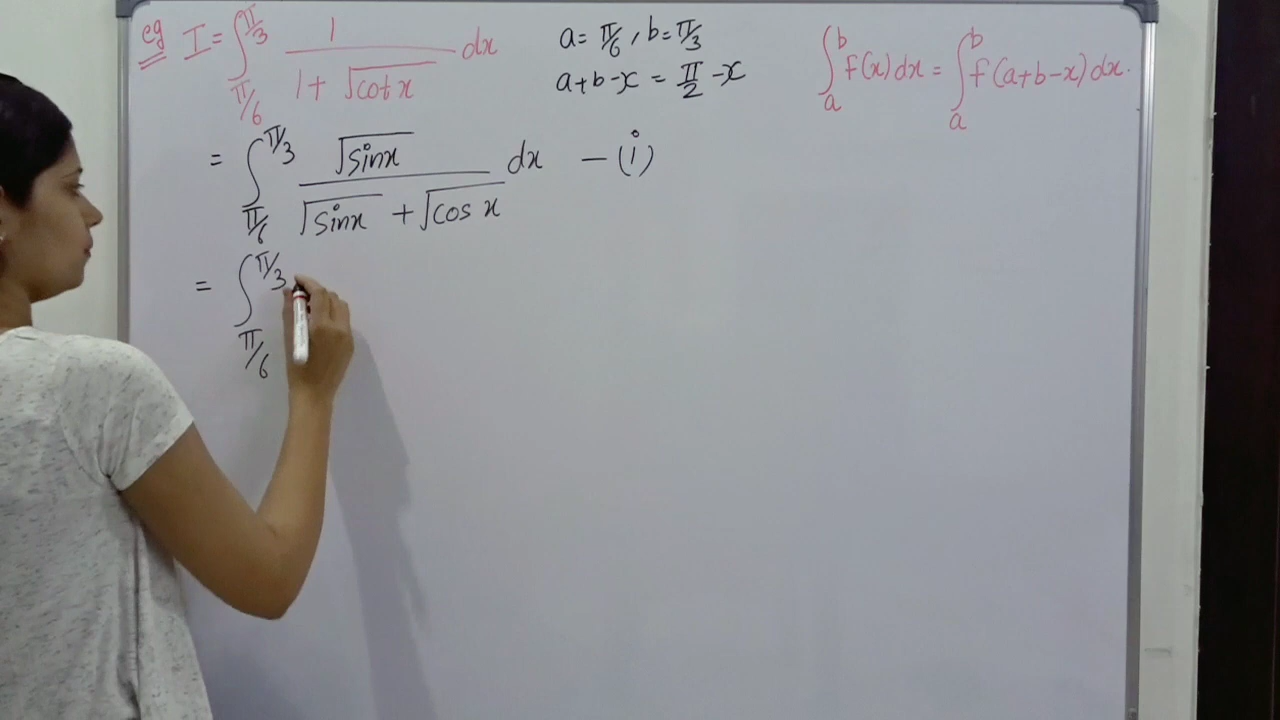 eg I = ∫_{π/6}^{π/3} 1/(1 + √cot x) dx
a = π/6, b = π/3
a+b-x = π/2 - x
∫_a^b f(x) dx = ∫_a^b f(a+b-x) dx.
= ∫_{π/6}^{π/3} √sinx/(√sinx + √cos x) dx - (i)
= ∫_{π/6}^{π/3}